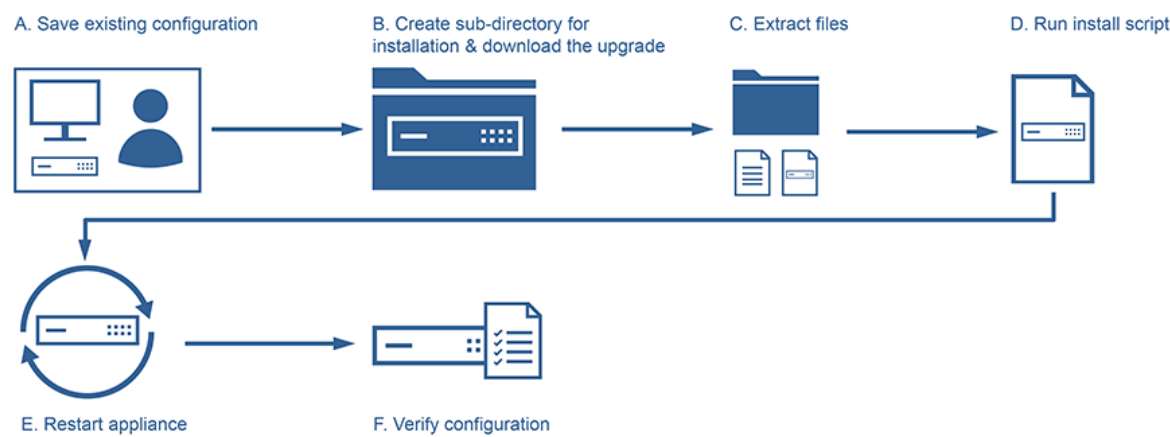 A. Save existing configuration
B. Create sub-directory for
installation & download the upgrade
C. Extract files
D. Run install script
E. Restart appliance
F. Verify configuration